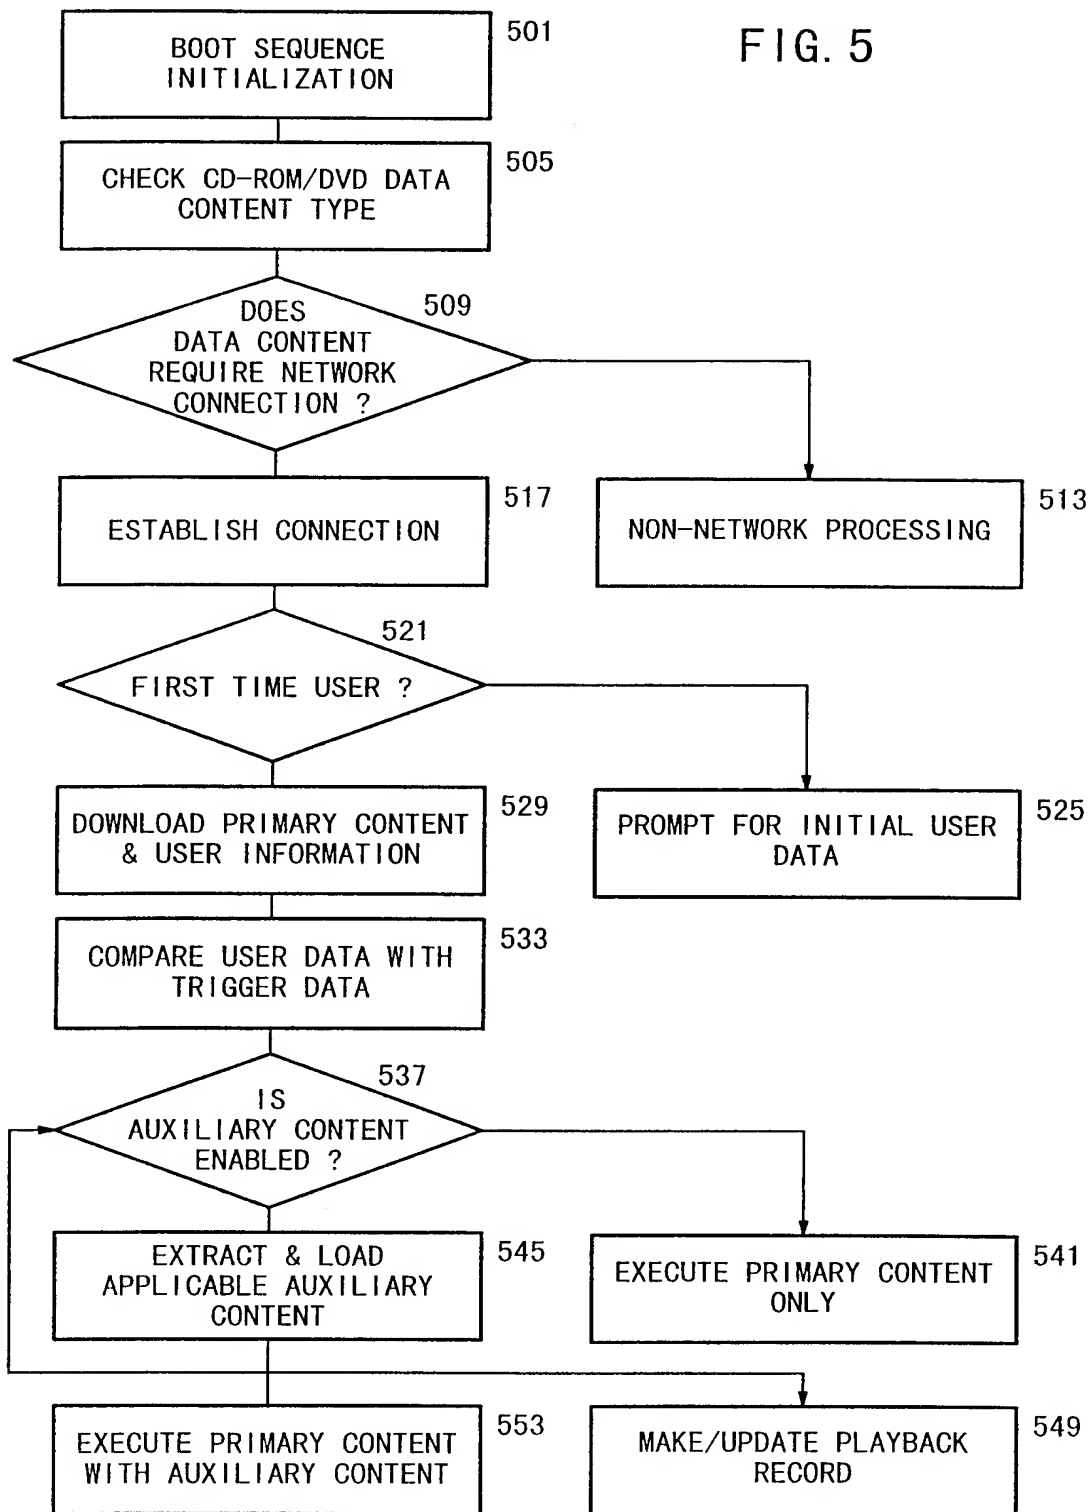 FIG. 5
BOOT SEQUENCE
INITIALIZATION
501
CHECK CD-ROM/DVD DATA
CONTENT TYPE
505
DOES
DATA CONTENT
REQUIRE NETWORK
CONNECTION ?
509
ESTABLISH CONNECTION
517
NON-NETWORK PROCESSING
513
FIRST TIME USER ?
521
DOWNLOAD PRIMARY CONTENT
& USER INFORMATION
529
PROMPT FOR INITIAL USER
DATA
525
COMPARE USER DATA WITH
TRIGGER DATA
533
IS
AUXILIARY CONTENT
ENABLED ?
537
EXTRACT & LOAD
APPLICABLE AUXILIARY
CONTENT
545
EXECUTE PRIMARY CONTENT
ONLY
541
EXECUTE PRIMARY CONTENT
WITH AUXILIARY CONTENT
553
MAKE/UPDATE PLAYBACK
RECORD
549